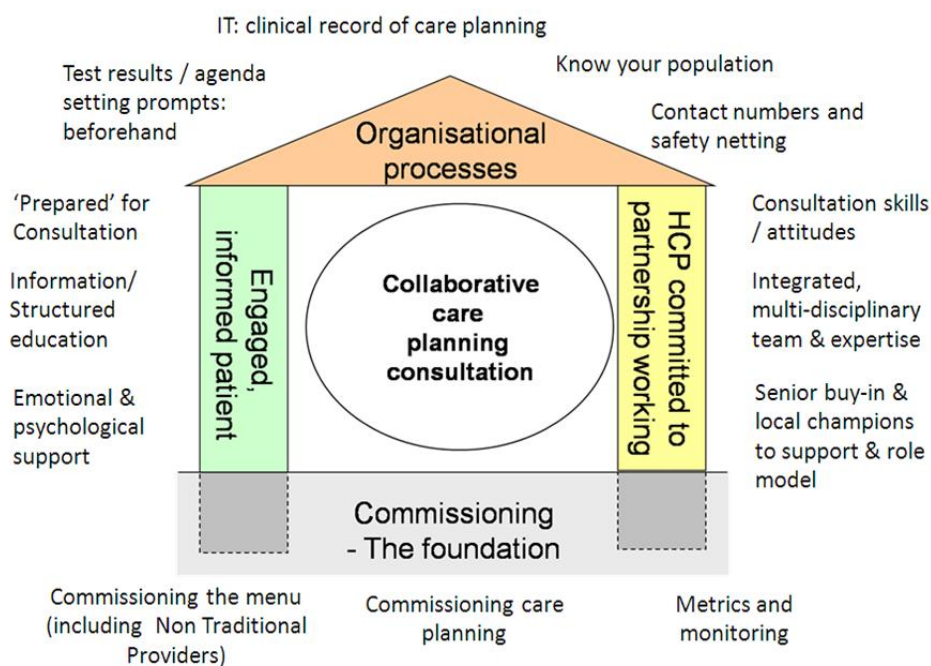 IT: clinical record of care planning
Know your population
Test results / agenda
setting prompts:
beforehand
Contact numbers and
safety netting
Organisational
processes
‘Prepared’ for
Consultation
Information/
Structured
education
Emotional &
psychological
support
Engaged,
informed patient
Collaborative
care
planning
consultation
HCP committed to
partnership working
Consultation skills
/ attitudes
Integrated,
multi-disciplinary
team & expertise
Senior buy-in &
local champions
to support & role
model
Commissioning
- The foundation
Commissioning the menu
(including Non Traditional
Providers)
Commissioning care
planning
Metrics and
monitoring